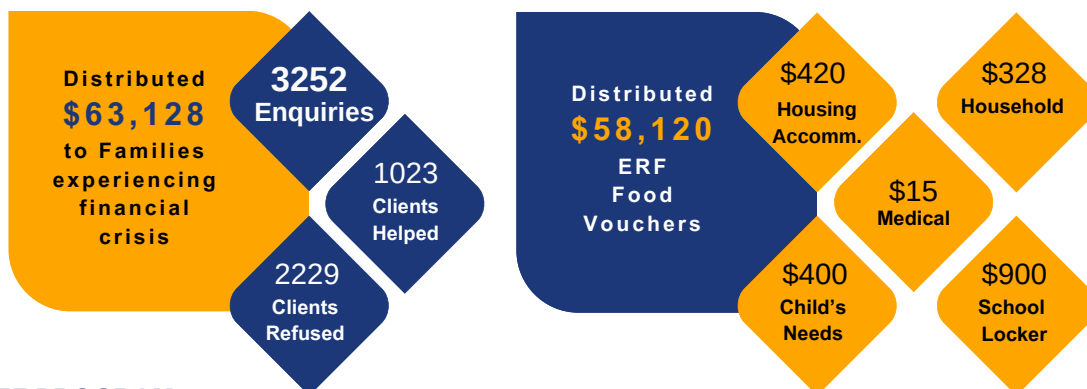 Distributed
$63,128
to Families
experiencing
financial
crisis
3252
Enquiries
1023
Clients
Helped
2229
Clients
Refused
Distributed
$58,120
ERF
Food
Vouchers
$420
Housing
Accomm.
$328
Household
$15
Medical
$400
Child's
Needs
$900
School
Locker